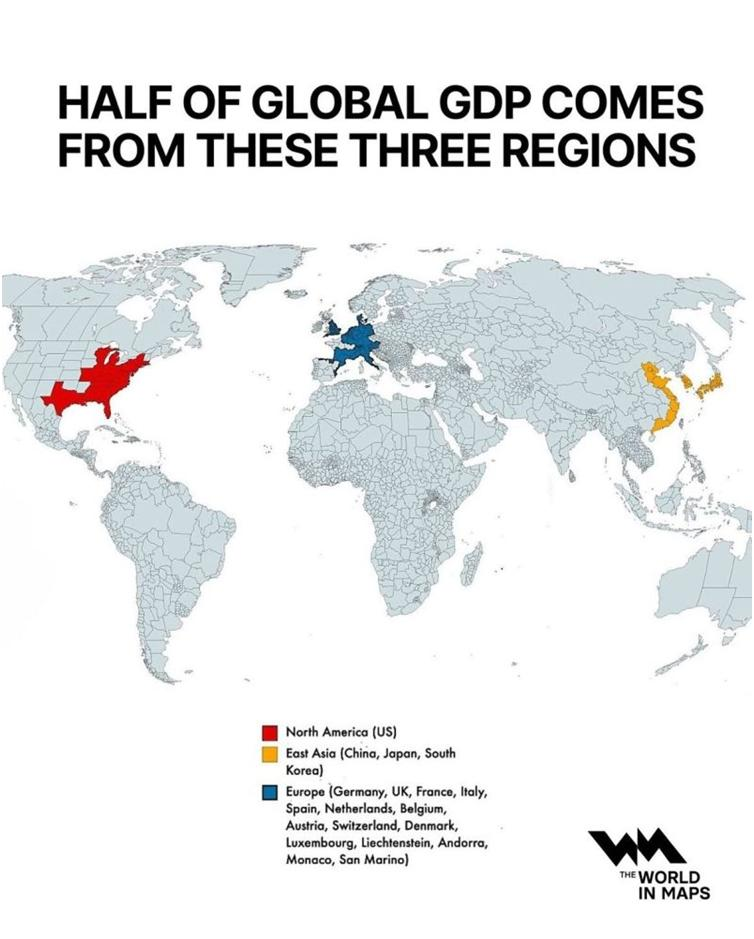 HALF OF GLOBAL GDP COMES
FROM THESE THREE REGIONS
North America (US)
East Asia (China, Japan, South
Korea)
Europe (Germany, UK, France, Italy,
Spain, Netherlands, Belgium,
Austria, Switzerland, Denmark,
Luxembourg, Liechtenstein, Andorra,
Monaco, San Marino)
THE WORLD
IN MAPS